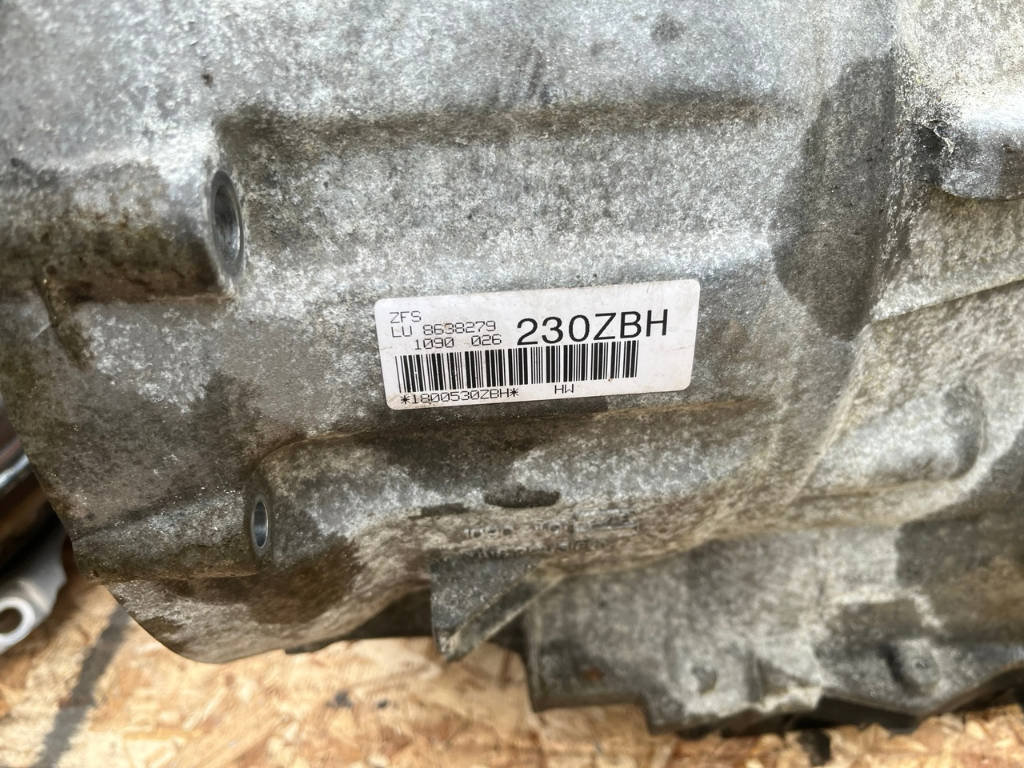 ZFS
LU 8638279
1090 026
230ZBH
*1800530ZBH* HW